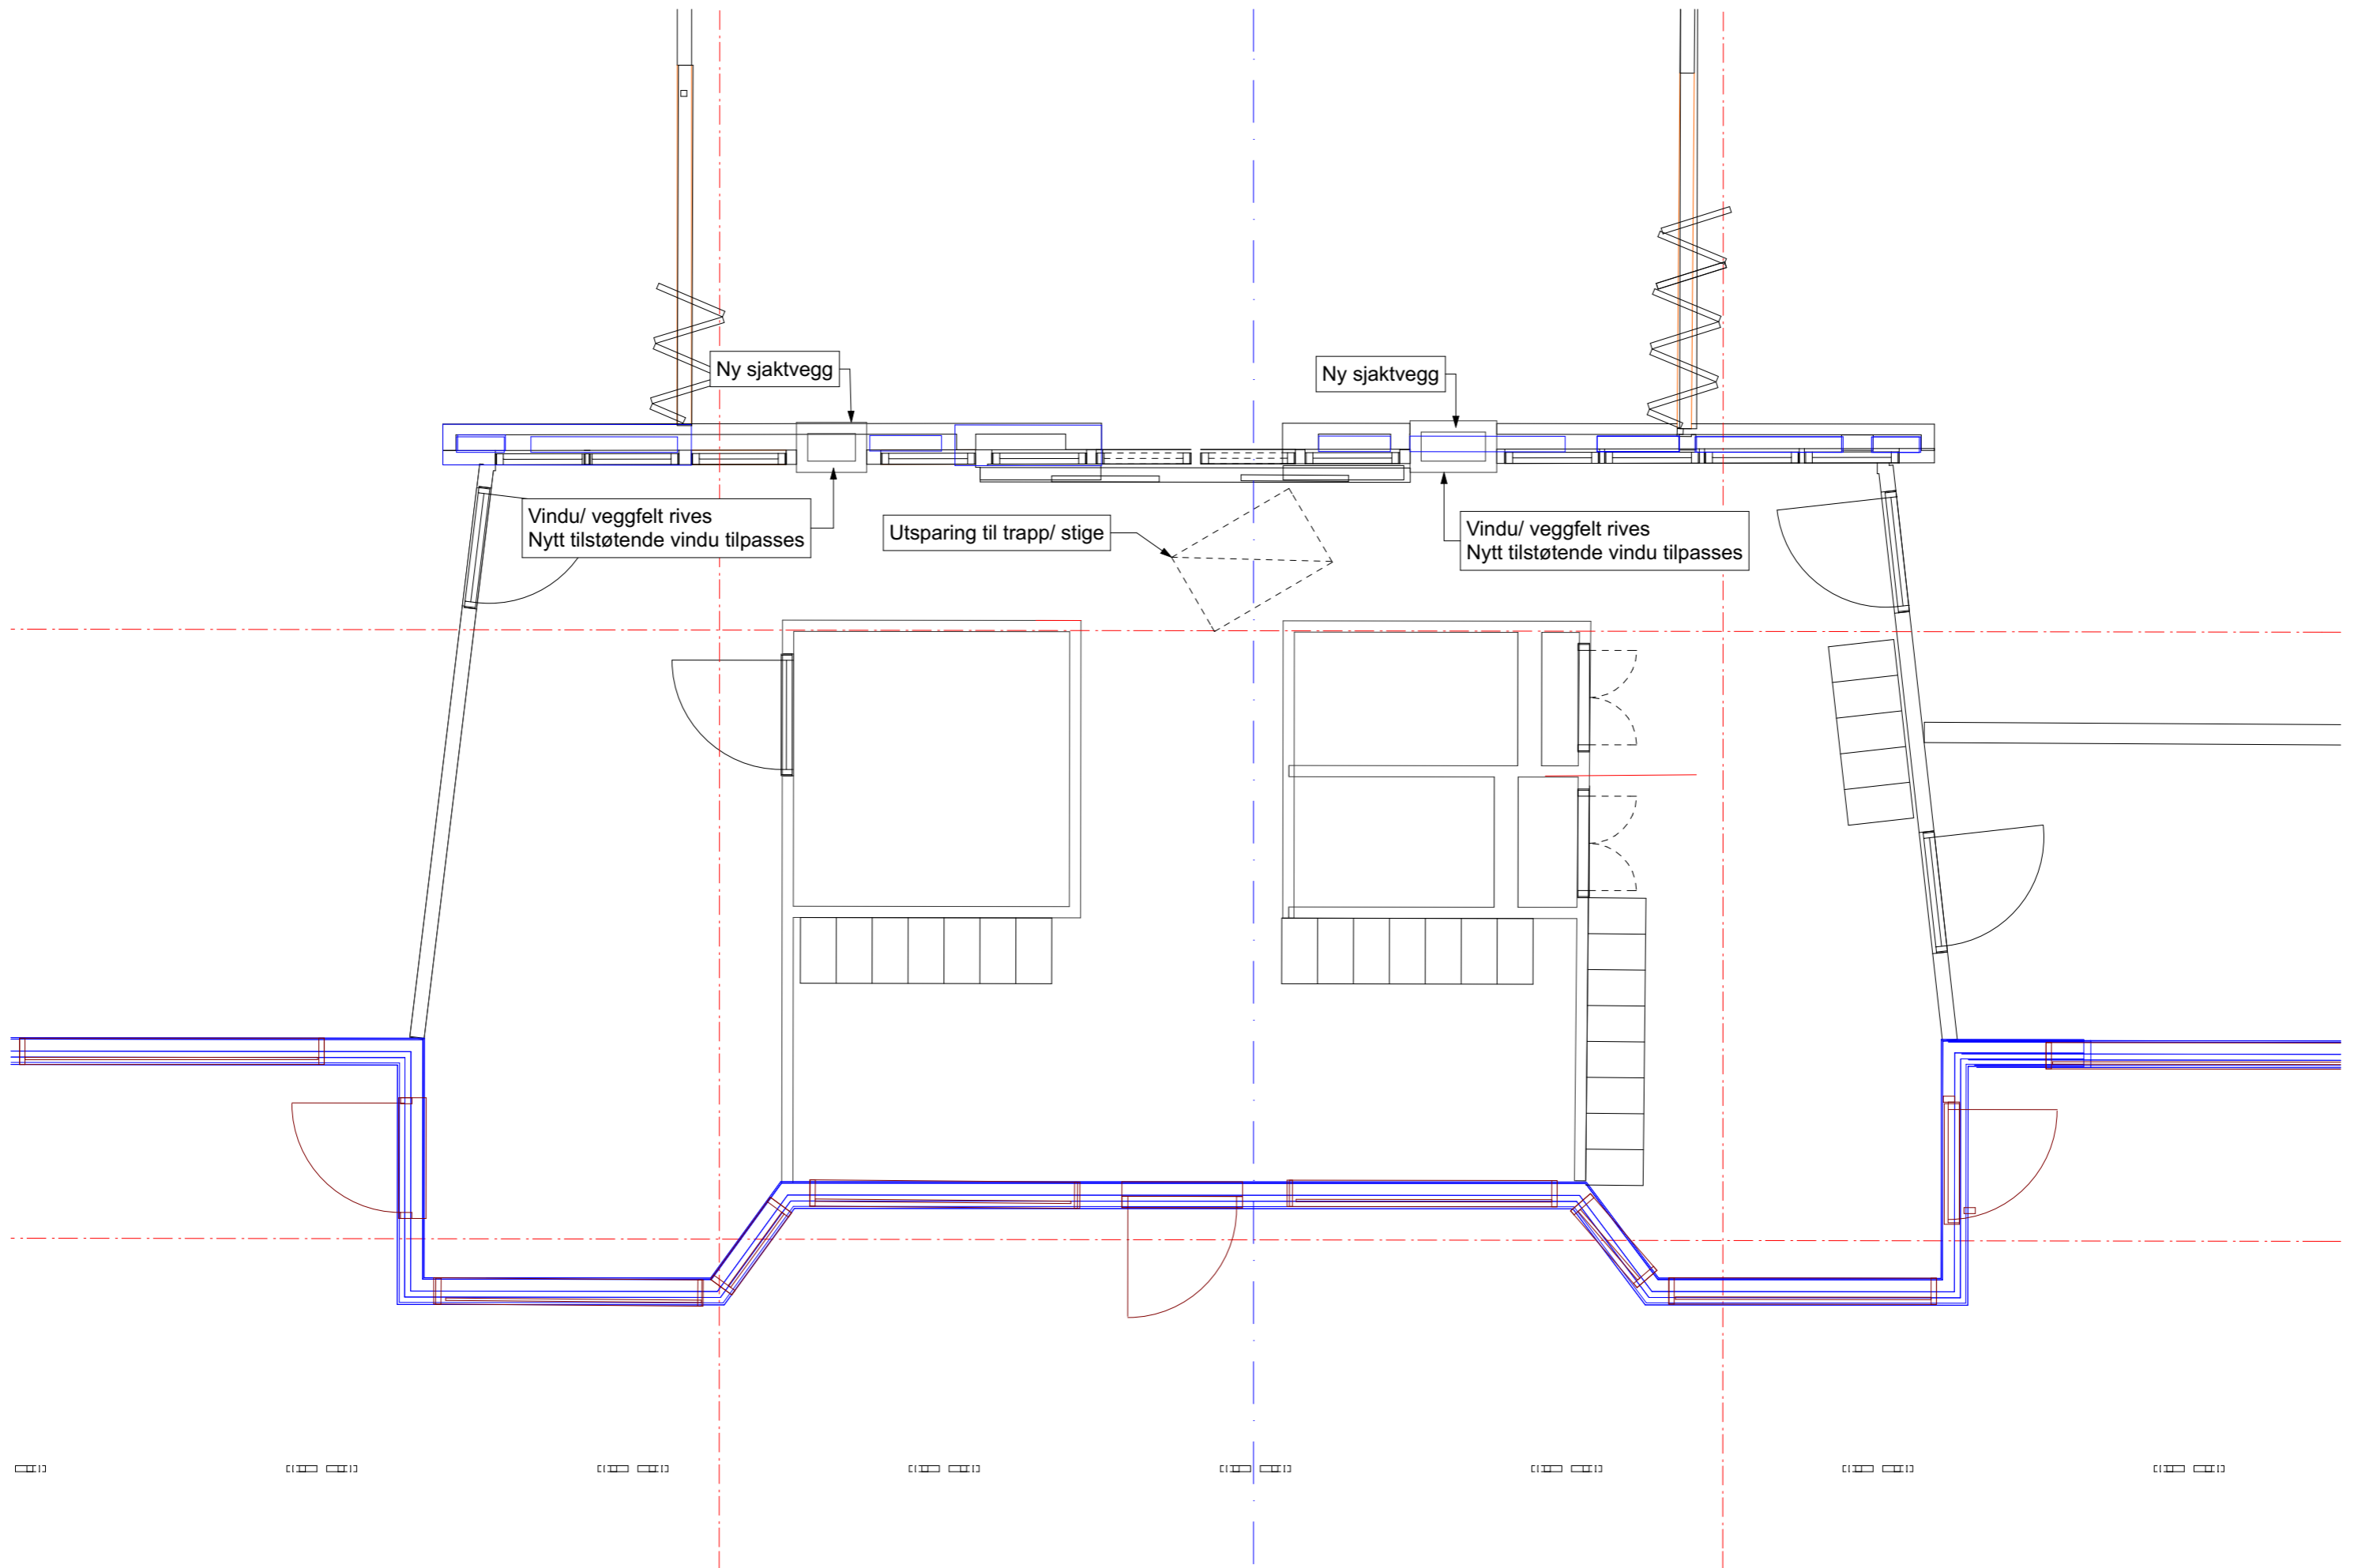 Ny sjaktvegg
Ny sjaktvegg
Vindu/ veggfelt rives
Nytt tilstøtende vindu tilpasses
Utsparing til trapp/ stige
Vindu/ veggfelt rives
Nytt tilstøtende vindu tilpasses